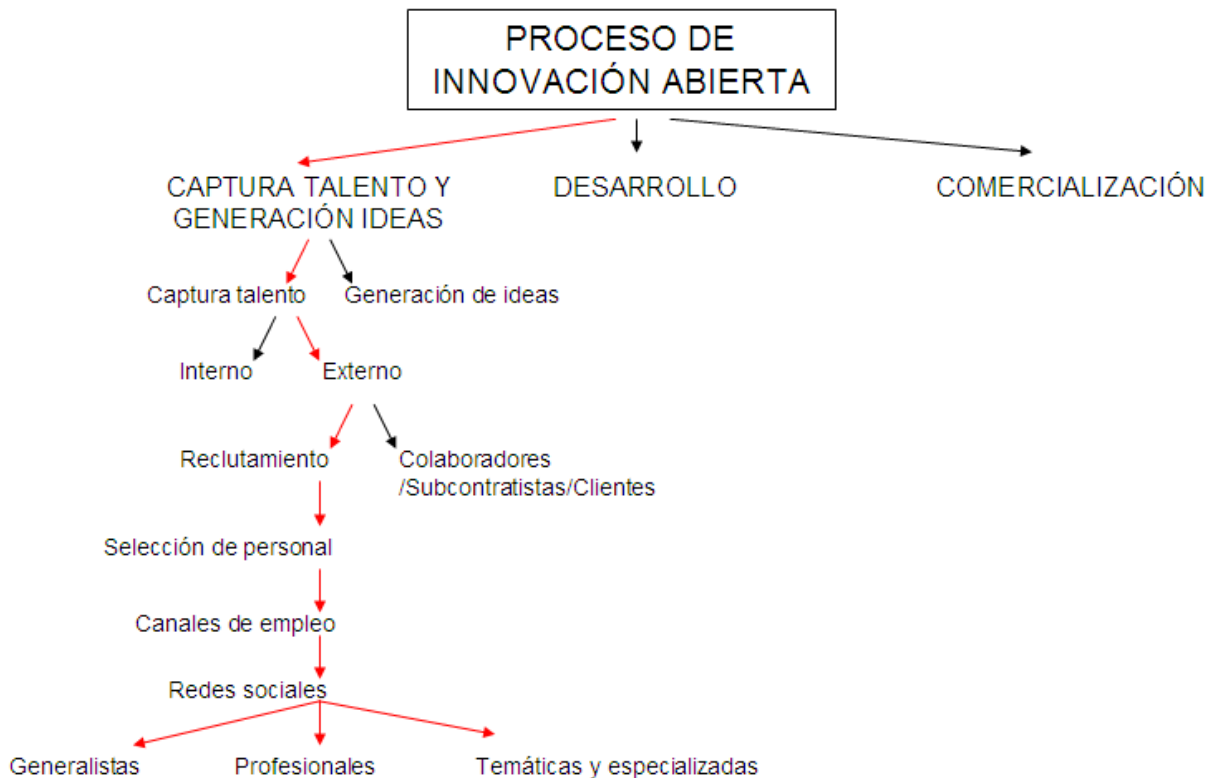 PROCESO DE
INNOVACIÓN ABIERTA
CAPTURA TALENTO Y
GENERACIÓN IDEAS
DESARROLLO
COMERCIALIZACIÓN
Captura talento
Generación de ideas
Interno
Externo
Reclutamiento
Colaboradores
/Subcontratistas/Clientes
Selección de personal
Canales de empleo
Redes sociales
Generalistas
Profesionales
Temáticas y especializadas